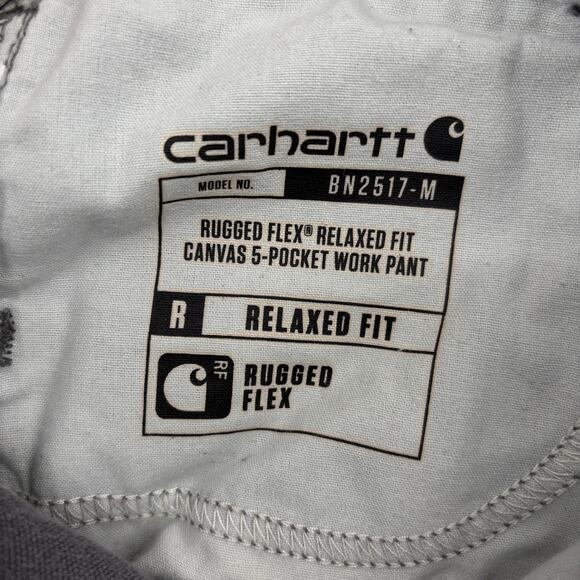 carhartt
MODEL NO. BN2517-M
RUGGED FLEX® RELAXED FIT
CANVAS 5-POCKET WORK PANT
R RELAXED FIT
RF
RUGGED
FLEX